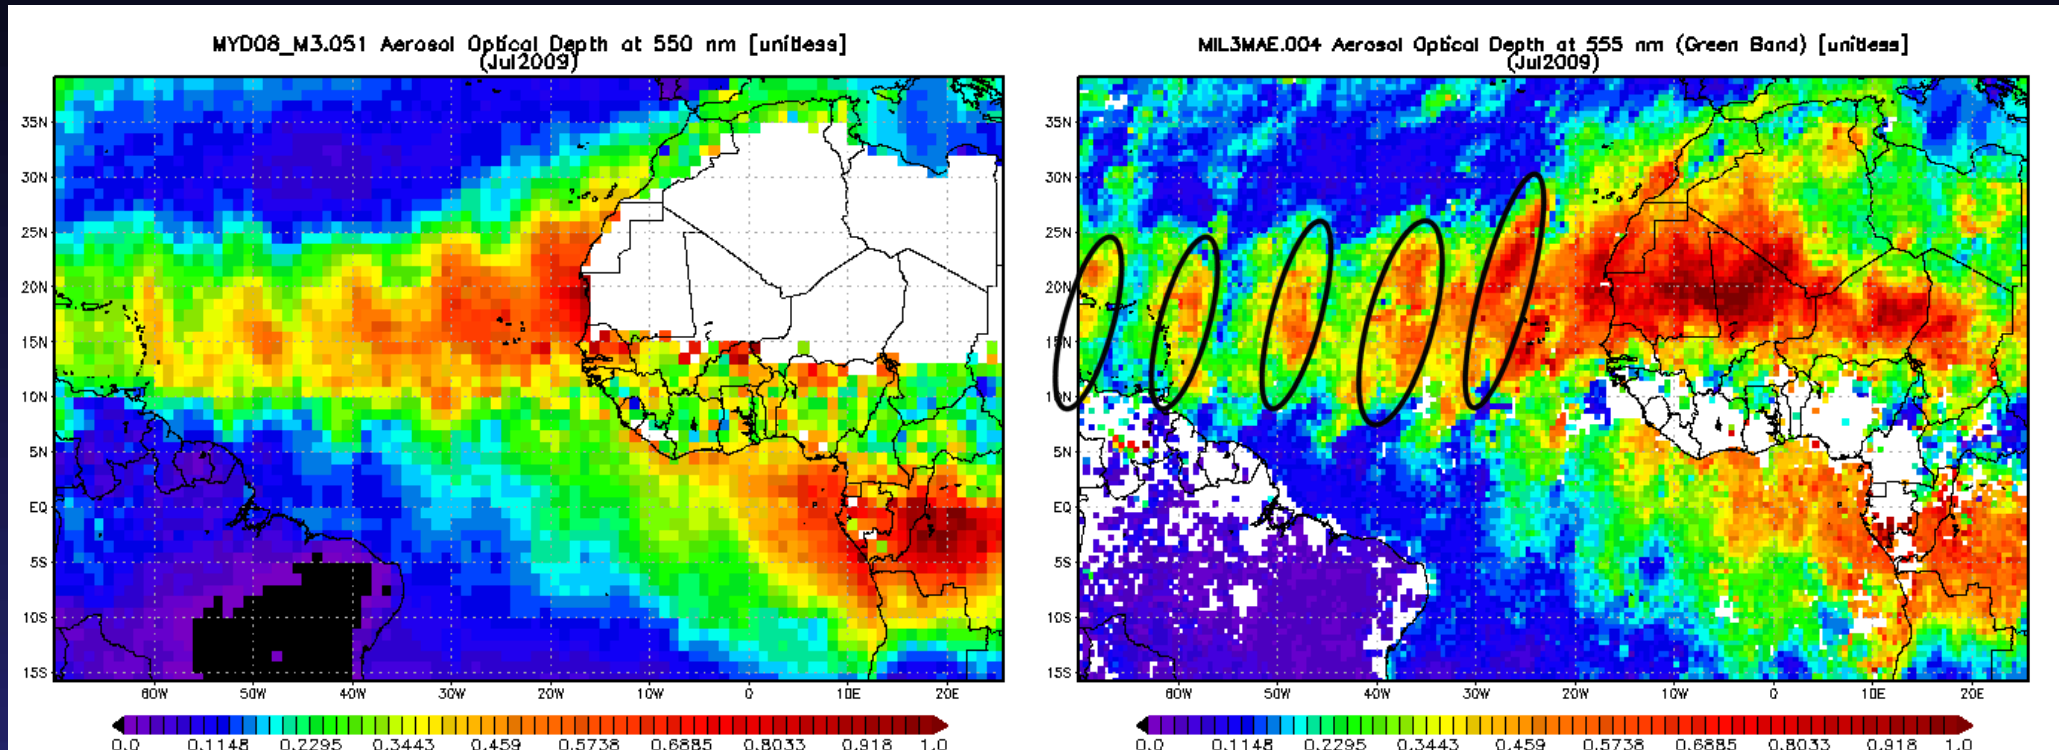 MYD08_M3.051 Aerosol Optical Depth at 550 nm [unitless]
(Jul2009)
35N
30N
25N
20N
15N
10N
5N
EQ
5S
10S
15S
60W 50W 40W 30W 20W 10W 0 10E 20E
0.0 0.1148 0.2295 0.3443 0.459 0.5738 0.6885 0.8033 0.918 1.0
MIL3MAE.004 Aerosol Optical Depth at 555 nm (Green Band) [unitless]
(Jul2009)
35N
30N
25N
20N
15N
10N
5N
EQ
5S
10S
15S
60W 50W 40W 30W 20W 10W 0 10E 20E
0.0 0.1148 0.2295 0.3443 0.459 0.5738 0.6885 0.8033 0.918 1.0